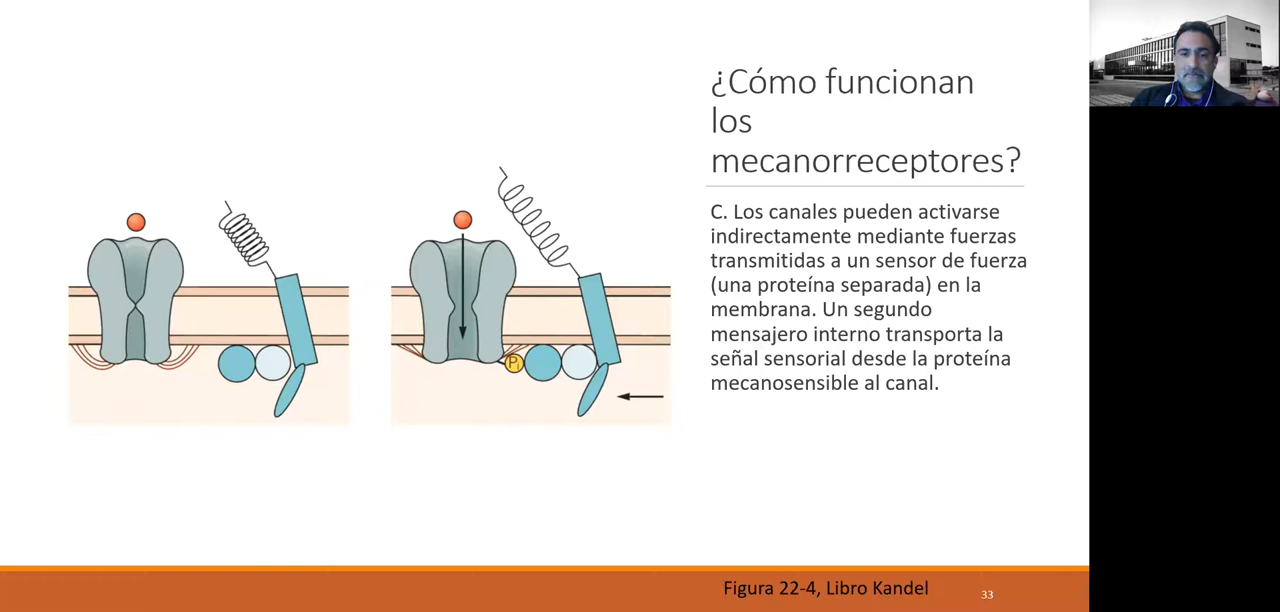 ¿Cómo funcionan
los
mecanorreceptores?
C. Los canales pueden activarse
indirectamente mediante fuerzas
transmitidas a un sensor de fuerza
(una proteína separada) en la
membrana. Un segundo
mensajero interno transporta la
señal sensorial desde la proteína
mecanosensible al canal.
P
Figura 22-4, Libro Kandel
33